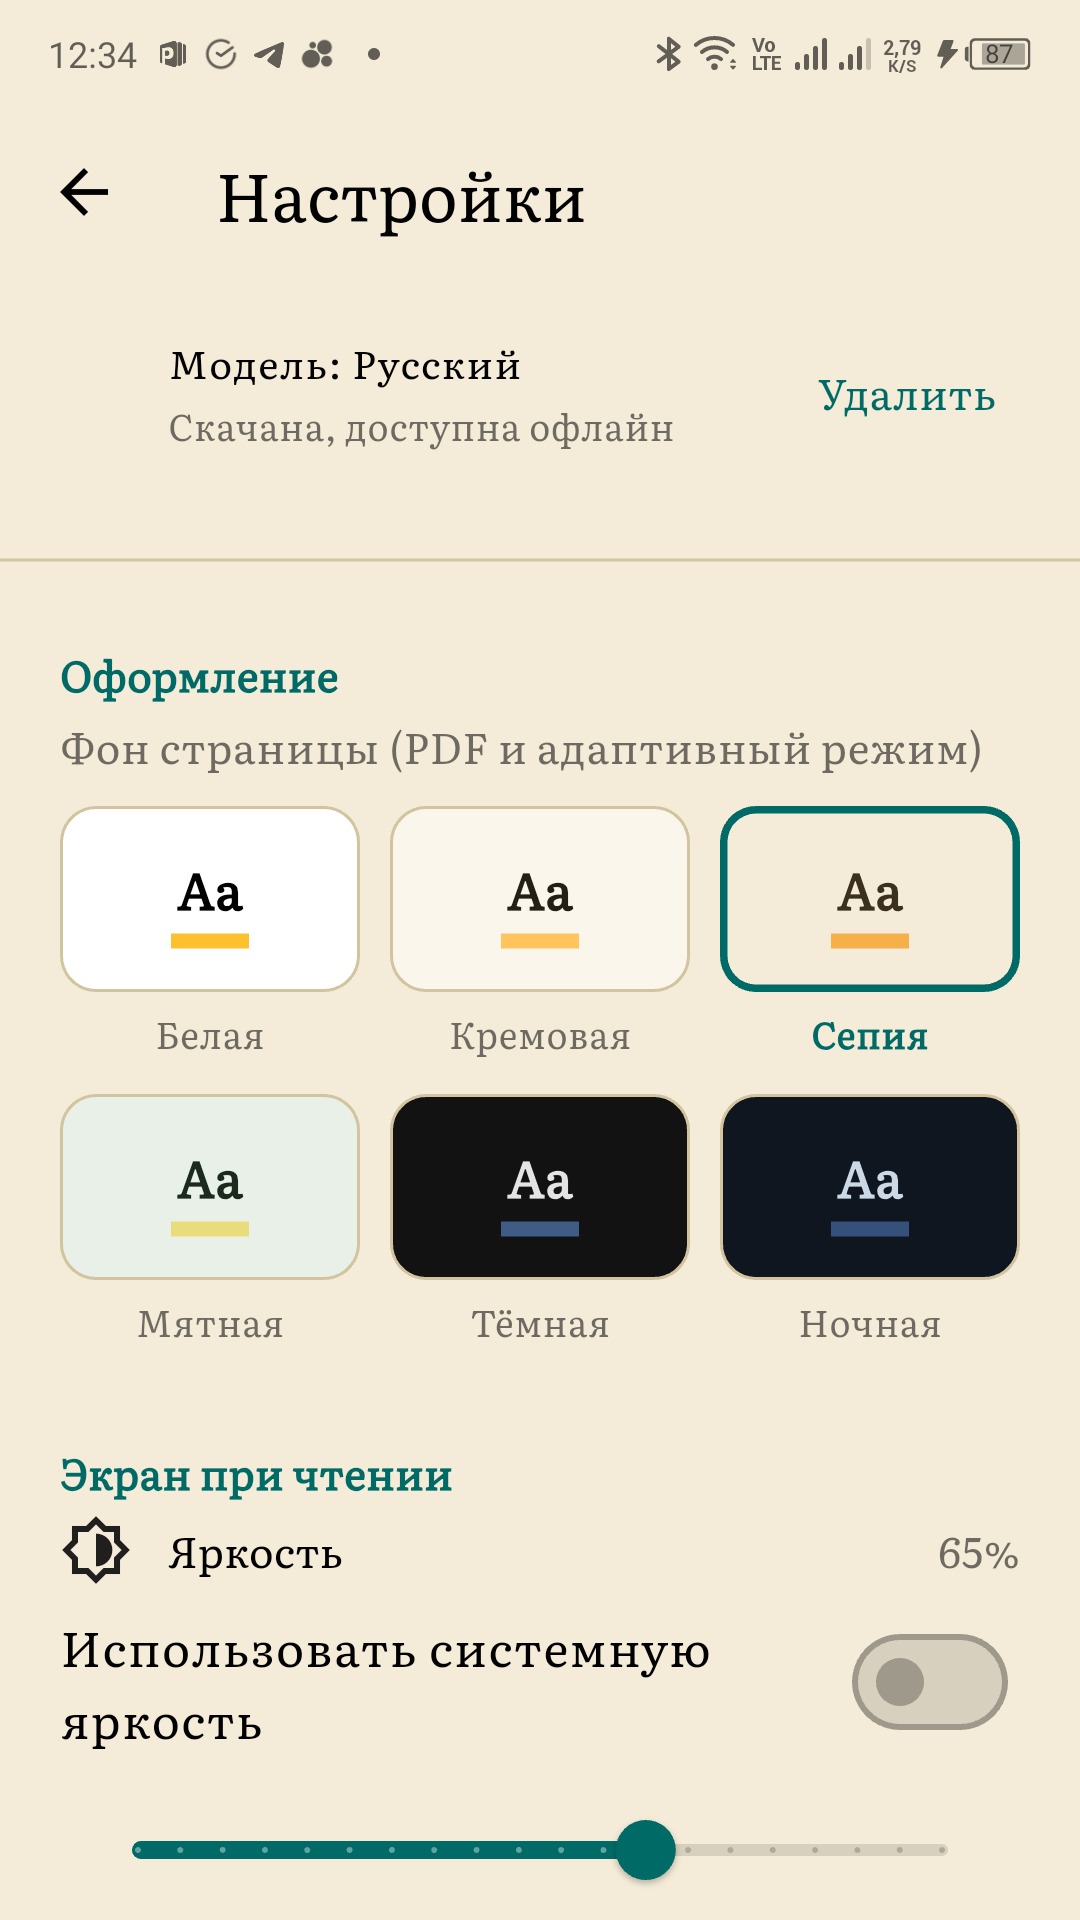 12:34
Vo LTE 2,79 K/S 87
Настройки
Модель: Русский
Скачана, доступна офлайн
Удалить
Оформление
Фон страницы (PDF и адаптивный режим)
Aa Aa Aa
Белая Кремовая Сепия
Aa Aa Aa
Мятная Тёмная Ночная
Экран при чтении
Яркость 65%
Использовать системную
яркость